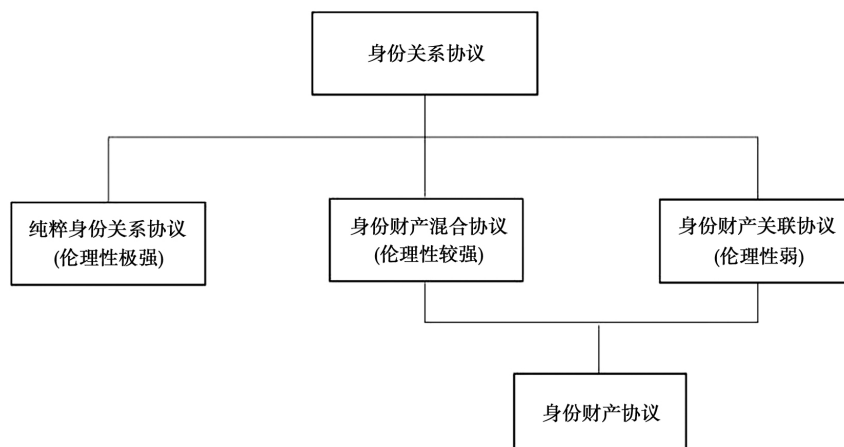 身份关系协议
纯粹身份关系协议
(伦理性极强)
身份财产混合协议
(伦理性较强)
身份财产关联协议
(伦理性弱)
身份财产协议